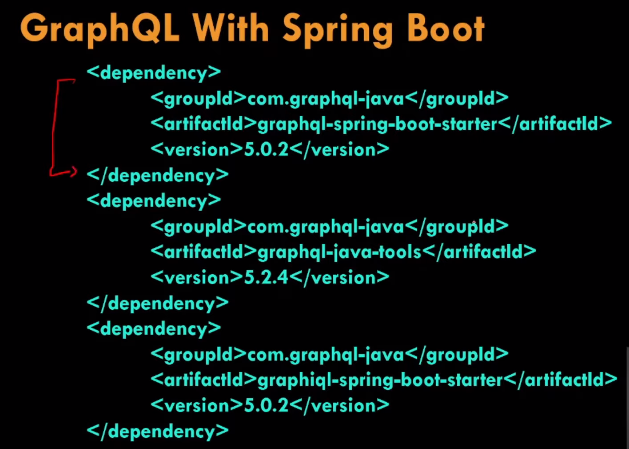 GraphQL With Spring Boot
<dependency>
<groupId>com.graphql-java</groupId>
<artifactId>graphql-spring-boot-starter</artifactId>
<version>5.0.2</version>
</dependency>
<dependency>
<groupId>com.graphql-java</groupId>
<artifactId>graphql-java-tools</artifactId>
<version>5.2.4</version>
</dependency>
<dependency>
<groupId>com.graphql-java</groupId>
<artifactId>graphiql-spring-boot-starter</artifactId>
<version>5.0.2</version>
</dependency>